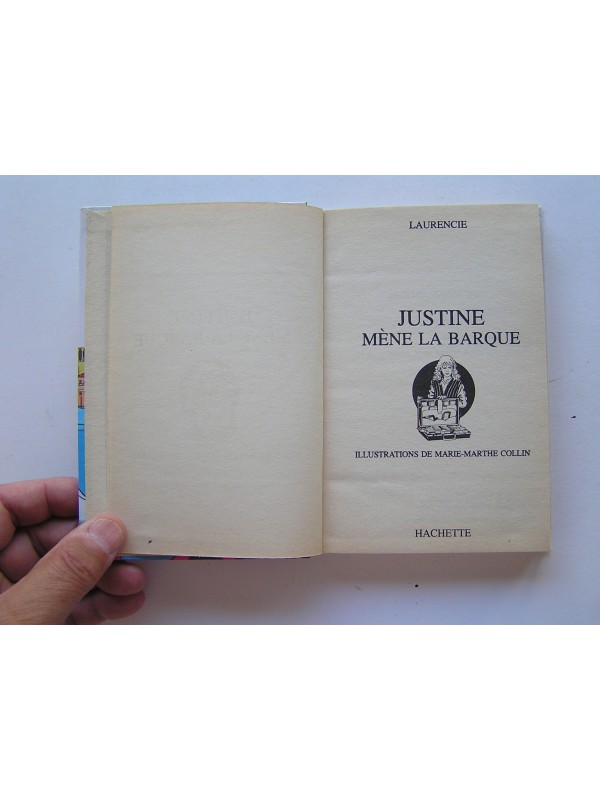 LAURENCIE
JUSTINE
MÈNE LA BARQUE
ILLUSTRATIONS DE MARIE-MARTHE COLLIN
HACHETTE